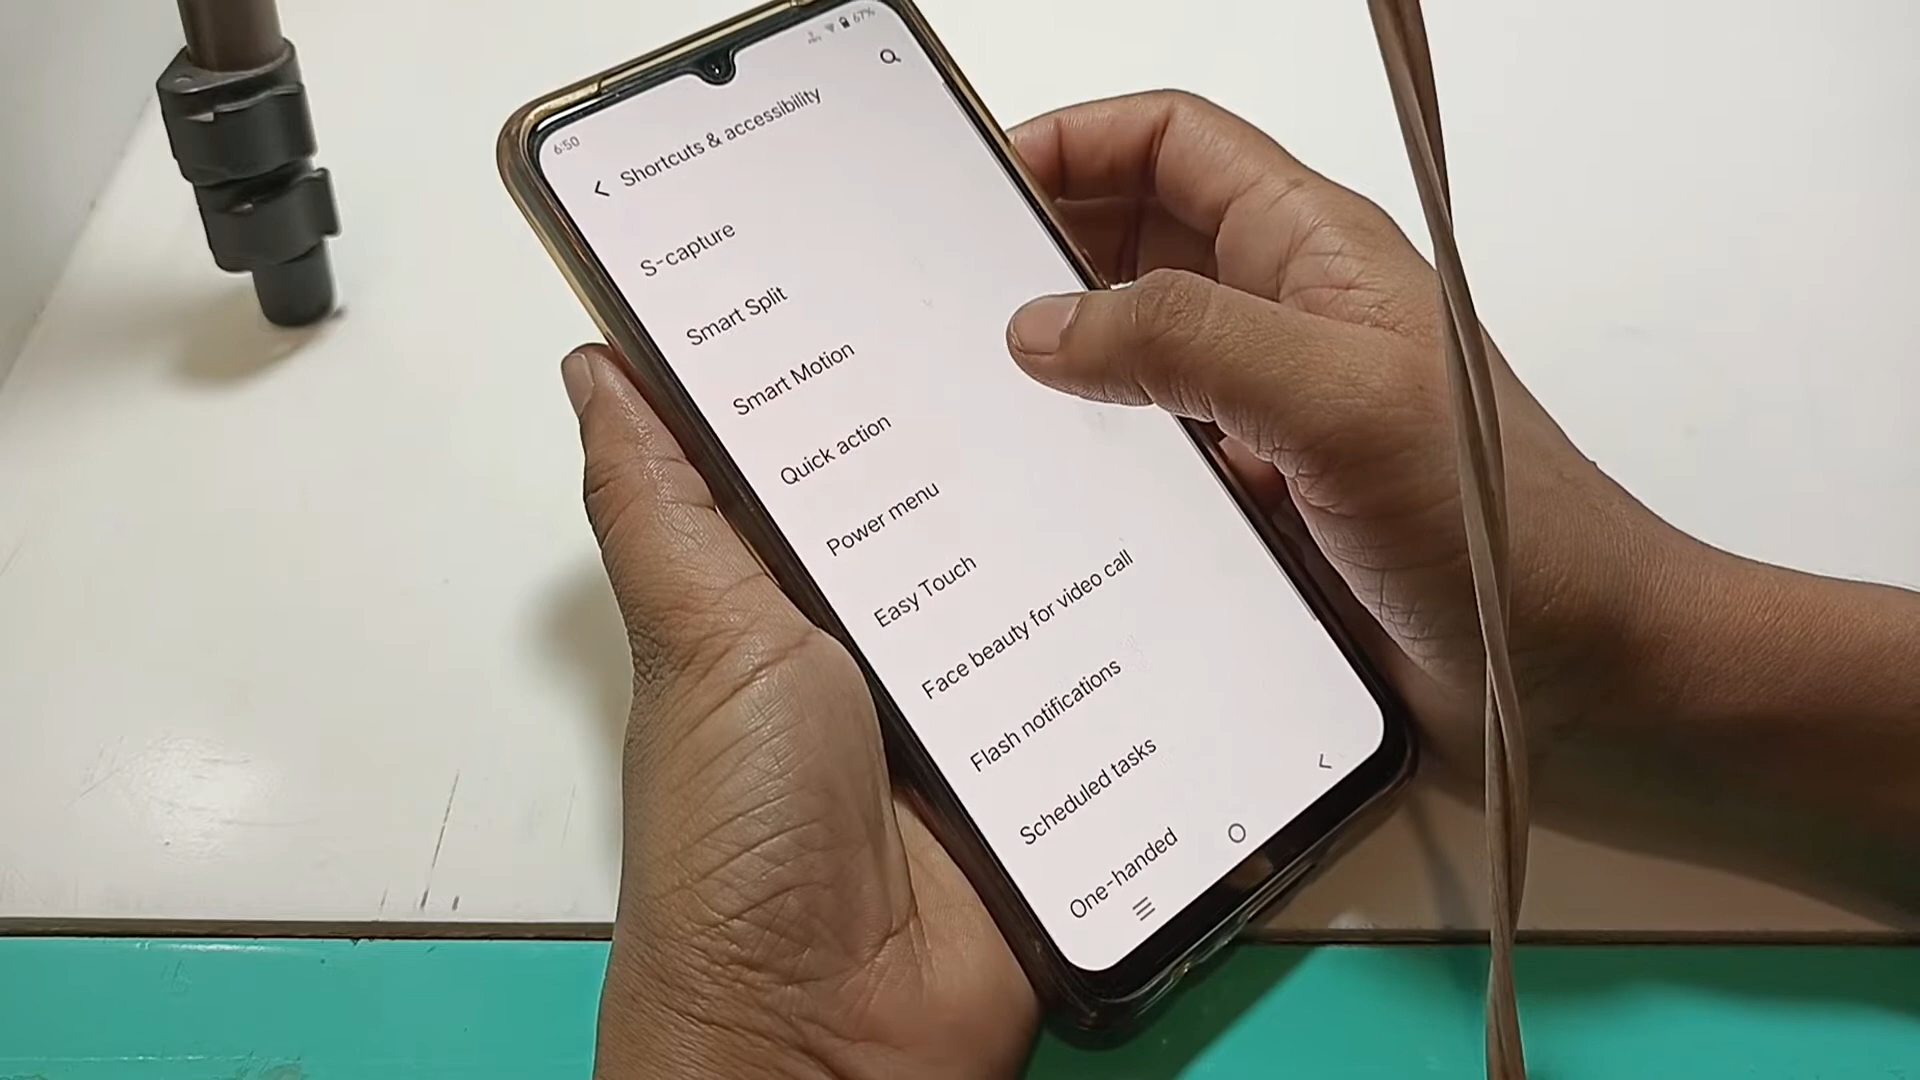 6:50
67%
Shortcuts & accessibility
S-capture
Smart Split
Smart Motion
Quick action
Power menu
Easy Touch
Face beauty for video call
Flash notifications
Scheduled tasks
One-handed